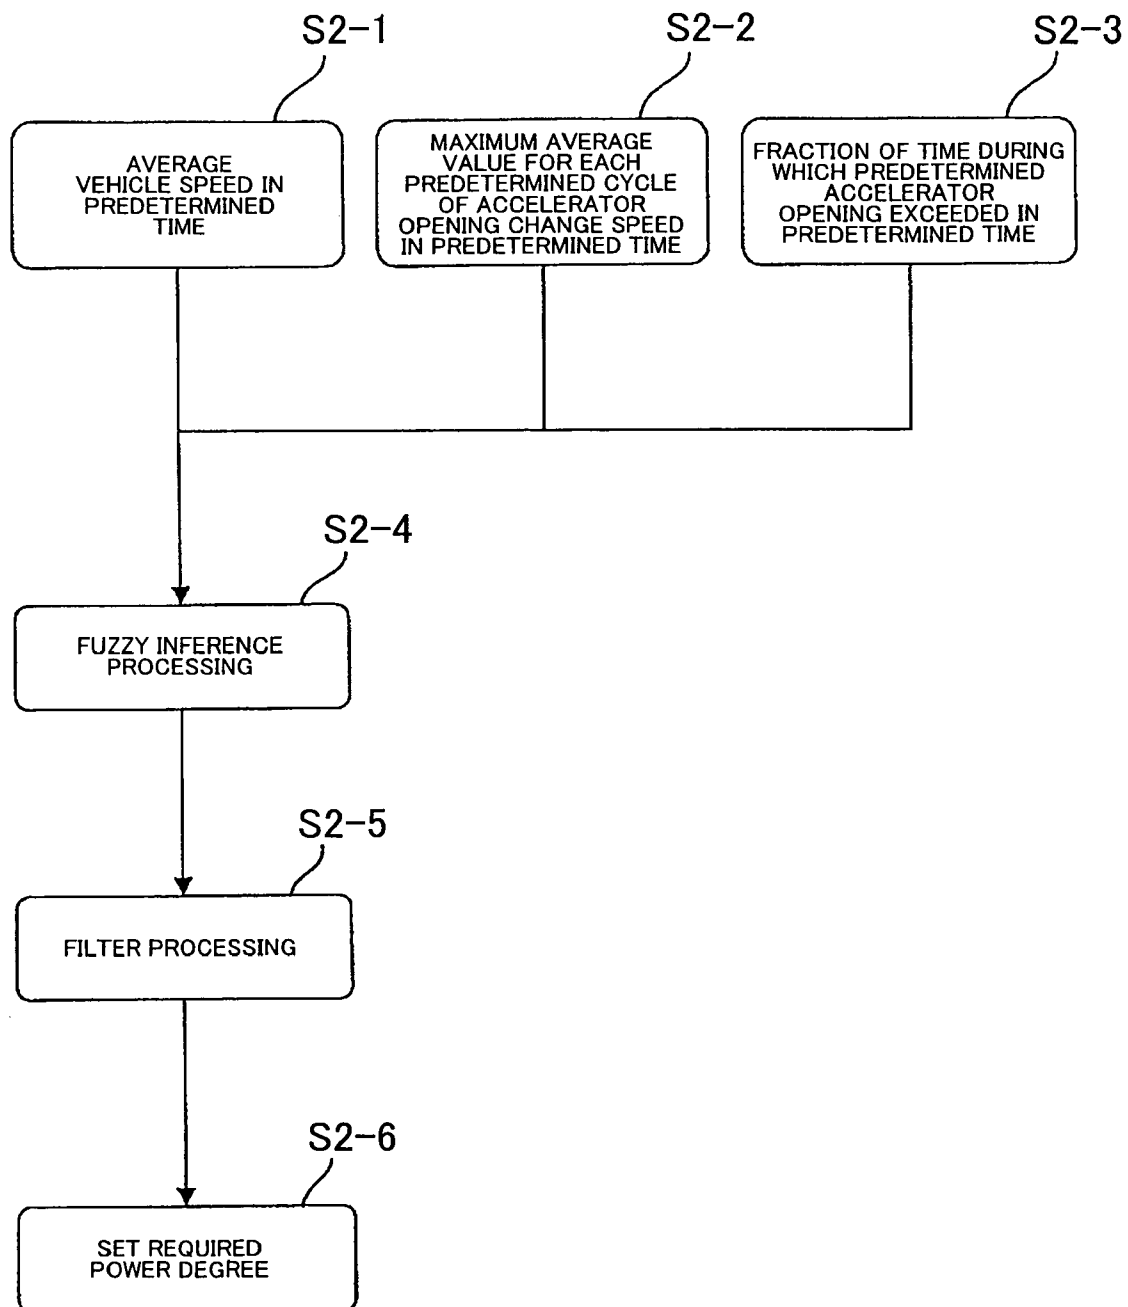 S2-1
S2-2
S2-3
AVERAGE
VEHICLE SPEED IN
PREDETERMINED
TIME
MAXIMUM AVERAGE
VALUE FOR EACH
PREDETERMINED CYCLE
OF ACCELERATOR
OPENING CHANGE SPEED
IN PREDETERMINED TIME
FRACTION OF TIME DURING
WHICH PREDETERMINED
ACCELERATOR
OPENING EXCEEDED IN
PREDETERMINED TIME
S2-4
FUZZY INFERENCE
PROCESSING
S2-5
FILTER PROCESSING
S2-6
SET REQUIRED
POWER DEGREE